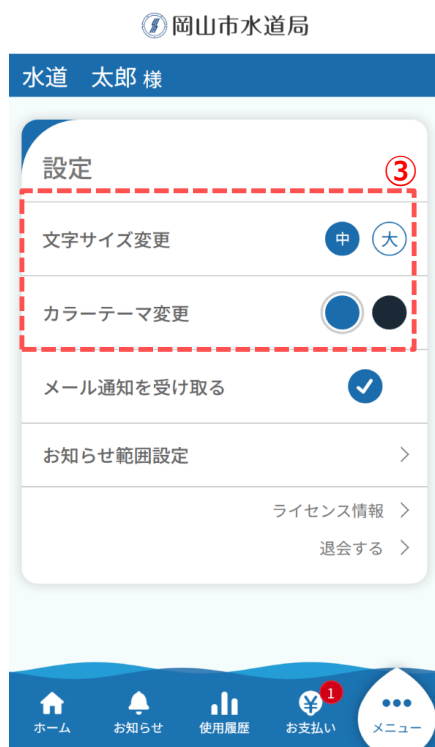 岡山市水道局
水道　太郎 様
設定
③
文字サイズ変更 中 大
カラーテーマ変更
メール通知を受け取る
お知らせ範囲設定
ライセンス情報
退会する
1
ホーム お知らせ 使用履歴 お支払い メニュー